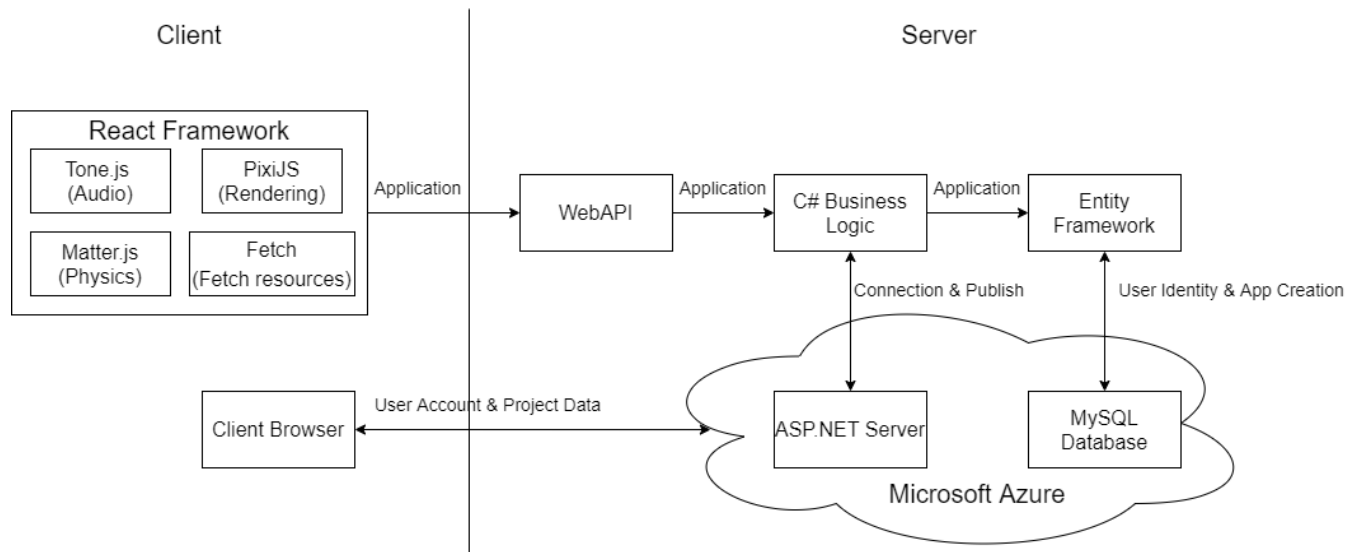 Client
Server
React Framework
Tone.js
(Audio)
PixiJS
(Rendering)
Matter.js
(Physics)
Fetch
(Fetch resources)
Application
WebAPI
Application
C# Business
Logic
Application
Entity
Framework
Connection & Publish
User Identity & App Creation
Client Browser
User Account & Project Data
ASP.NET Server
MySQL
Database
Microsoft Azure